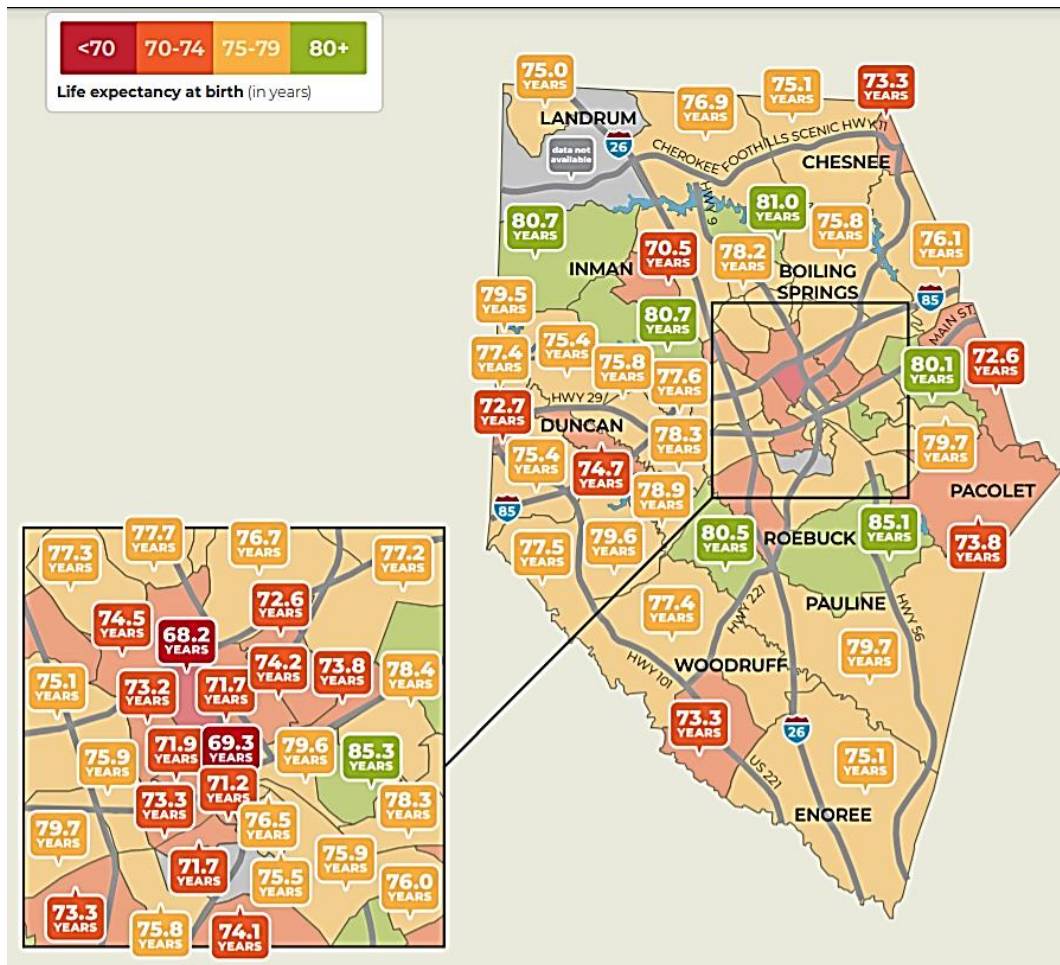 <70 70-74 75-79 80+
Life expectancy at birth (in years)
75.0
YEARS
76.9
YEARS
75.1
YEARS
73.3
YEARS
LANDRUM
26
data not
available
CHEROKEE FOOTHILLS SCENIC HWY 11
CHESNEE
HWY 9
80.7
YEARS
81.0
YEARS
75.8
YEARS
76.1
YEARS
INMAN
70.5
YEARS
78.2
YEARS
BOILING
SPRINGS
79.5
YEARS
80.7
YEARS
85
MAIN ST.
77.4
YEARS
75.4
YEARS
75.8
YEARS
77.6
YEARS
80.1
YEARS
72.6
YEARS
HWY 29
72.7
YEARS
DUNCAN
78.3
YEARS
79.7
YEARS
75.4
YEARS
74.7
YEARS
78.9
YEARS
PACOLET
85
77.5
YEARS
79.6
YEARS
80.5
YEARS
ROEBUCK
85.1
YEARS
73.8
YEARS
77.4
YEARS
HWY 221
PAULINE
HWY 56
WOODRUFF
79.7
YEARS
HWY 101
73.3
YEARS
26
75.1
YEARS
US 221
ENOREE
77.3
YEARS
77.7
YEARS
76.7
YEARS
77.2
YEARS
74.5
YEARS
68.2
YEARS
72.6
YEARS
75.1
YEARS
73.2
YEARS
71.7
YEARS
74.2
YEARS
73.8
YEARS
78.4
YEARS
75.9
YEARS
71.9
YEARS
69.3
YEARS
79.6
YEARS
85.3
YEARS
73.3
YEARS
71.2
YEARS
76.5
YEARS
78.3
YEARS
79.7
YEARS
71.7
YEARS
75.5
YEARS
75.9
YEARS
76.0
YEARS
73.3
YEARS
75.8
YEARS
74.1
YEARS